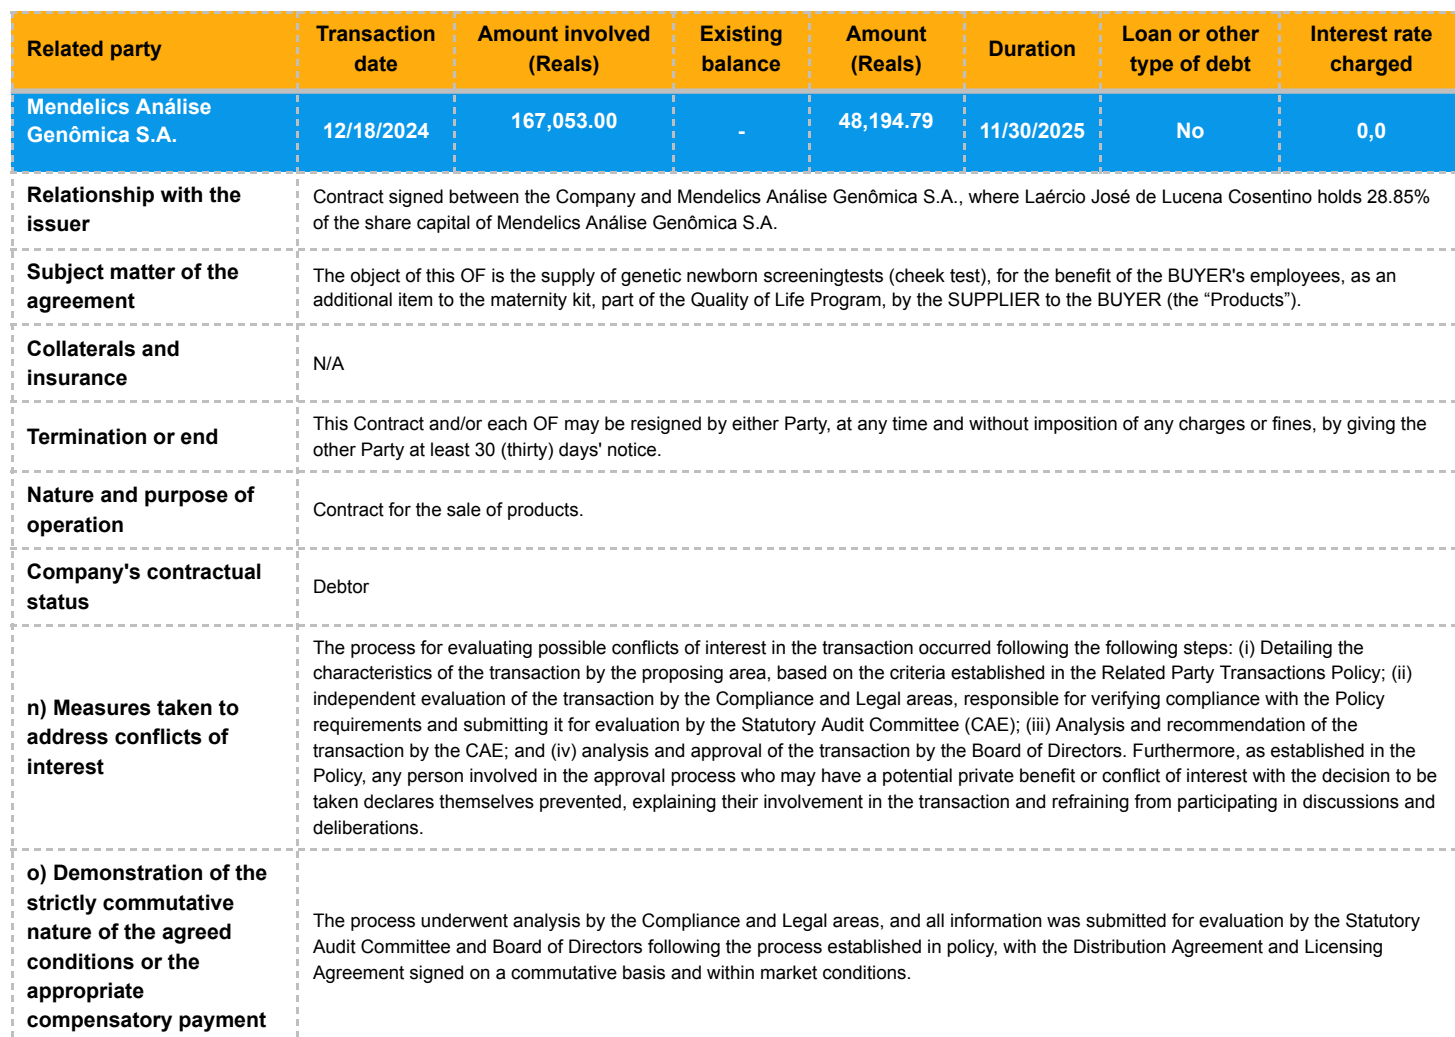 Related party
Transaction
date
Amount involved
(Reals)
Existing
balance
Amount
(Reals)
Duration
Loan or other
type of debt
Interest rate
charged
Mendelics Análise
Genômica S.A.
12/18/2024
167,053.00
-
48,194.79
11/30/2025
No
0,0
Relationship with the
issuer
Contract signed between the Company and Mendelics Análise Genômica S.A., where Laércio José de Lucena Cosentino holds 28.85%
of the share capital of Mendelics Análise Genômica S.A.
Subject matter of the
agreement
The object of this OF is the supply of genetic newborn screeningtests (cheek test), for the benefit of the BUYER's employees, as an
additional item to the maternity kit, part of the Quality of Life Program, by the SUPPLIER to the BUYER (the “Products”).
Collaterals and
insurance
N/A
Termination or end
This Contract and/or each OF may be resigned by either Party, at any time and without imposition of any charges or fines, by giving the
other Party at least 30 (thirty) days' notice.
Nature and purpose of
operation
Contract for the sale of products.
Company's contractual
status
Debtor
n) Measures taken to
address conflicts of
interest
The process for evaluating possible conflicts of interest in the transaction occurred following the following steps: (i) Detailing the
characteristics of the transaction by the proposing area, based on the criteria established in the Related Party Transactions Policy; (ii)
independent evaluation of the transaction by the Compliance and Legal areas, responsible for verifying compliance with the Policy
requirements and submitting it for evaluation by the Statutory Audit Committee (CAE); (iii) Analysis and recommendation of the
transaction by the CAE; and (iv) analysis and approval of the transaction by the Board of Directors. Furthermore, as established in the
Policy, any person involved in the approval process who may have a potential private benefit or conflict of interest with the decision to be
taken declares themselves prevented, explaining their involvement in the transaction and refraining from participating in discussions and
deliberations.
o) Demonstration of the
strictly commutative
nature of the agreed
conditions or the
appropriate
compensatory payment
The process underwent analysis by the Compliance and Legal areas, and all information was submitted for evaluation by the Statutory
Audit Committee and Board of Directors following the process established in policy, with the Distribution Agreement and Licensing
Agreement signed on a commutative basis and within market conditions.